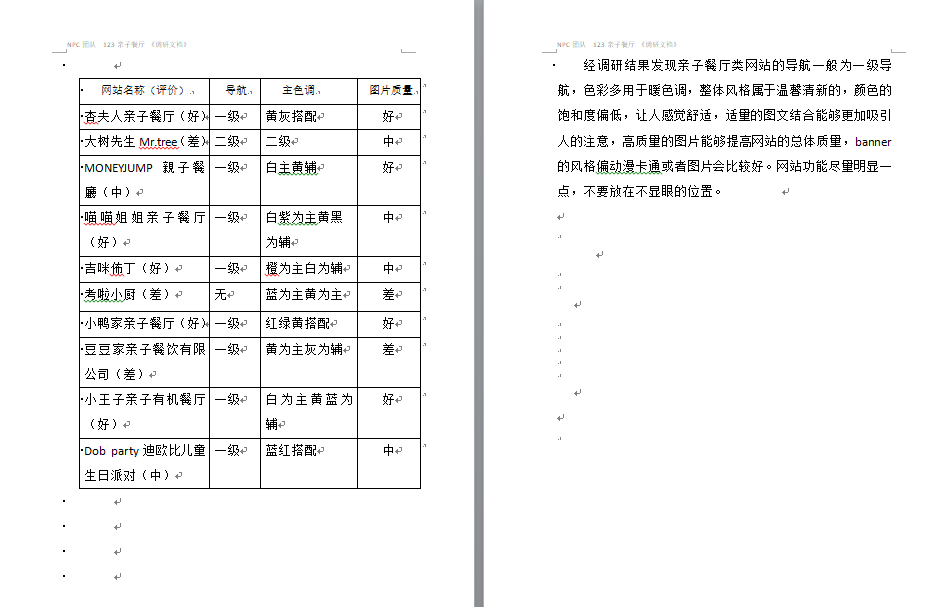 NPC 团队 123 亲子餐厅 《调研文档》
网站名称（评价） 导航 主色调 图片质量
杏夫人亲子餐厅（好） 一级 黄灰搭配 好
大树先生 Mr.tree（差） 二级 二级 中
MONEYJUMP 親子餐 一级 白主黄辅 好
廳（中）
喵喵姐姐亲子餐厅 一级 白紫为主黄黑 中
（好） 为辅
吉咪佈丁（好） 一级 橙为主白为辅 中
考啦小厨（差） 无 蓝为主黄为主 差
小鸭家亲子餐厅（好） 一级 红绿黄搭配 好
豆豆家亲子餐饮有限 一级 黄为主灰为辅 差
公司（差）
小王子亲子有机餐厅 一级 白为主黄蓝为 好
（好） 辅
Dob party 迪欧比儿童 一级 蓝红搭配 中
生日派对（中）
NPC 团队 123 亲子餐厅 《调研文档》
经调研结果发现亲子餐厅类网站的导航一般为一级导
航，色彩多用于暖色调，整体风格属于温馨清新的，颜色的
饱和度偏低，让人感觉舒适，适量的图文结合能够更加吸引
人的注意，高质量的图片能够提高网站的总体质量，banner
的风格偏动漫卡通或者图片会比较好。网站功能尽量明显一
点，不要放在不显眼的位置。